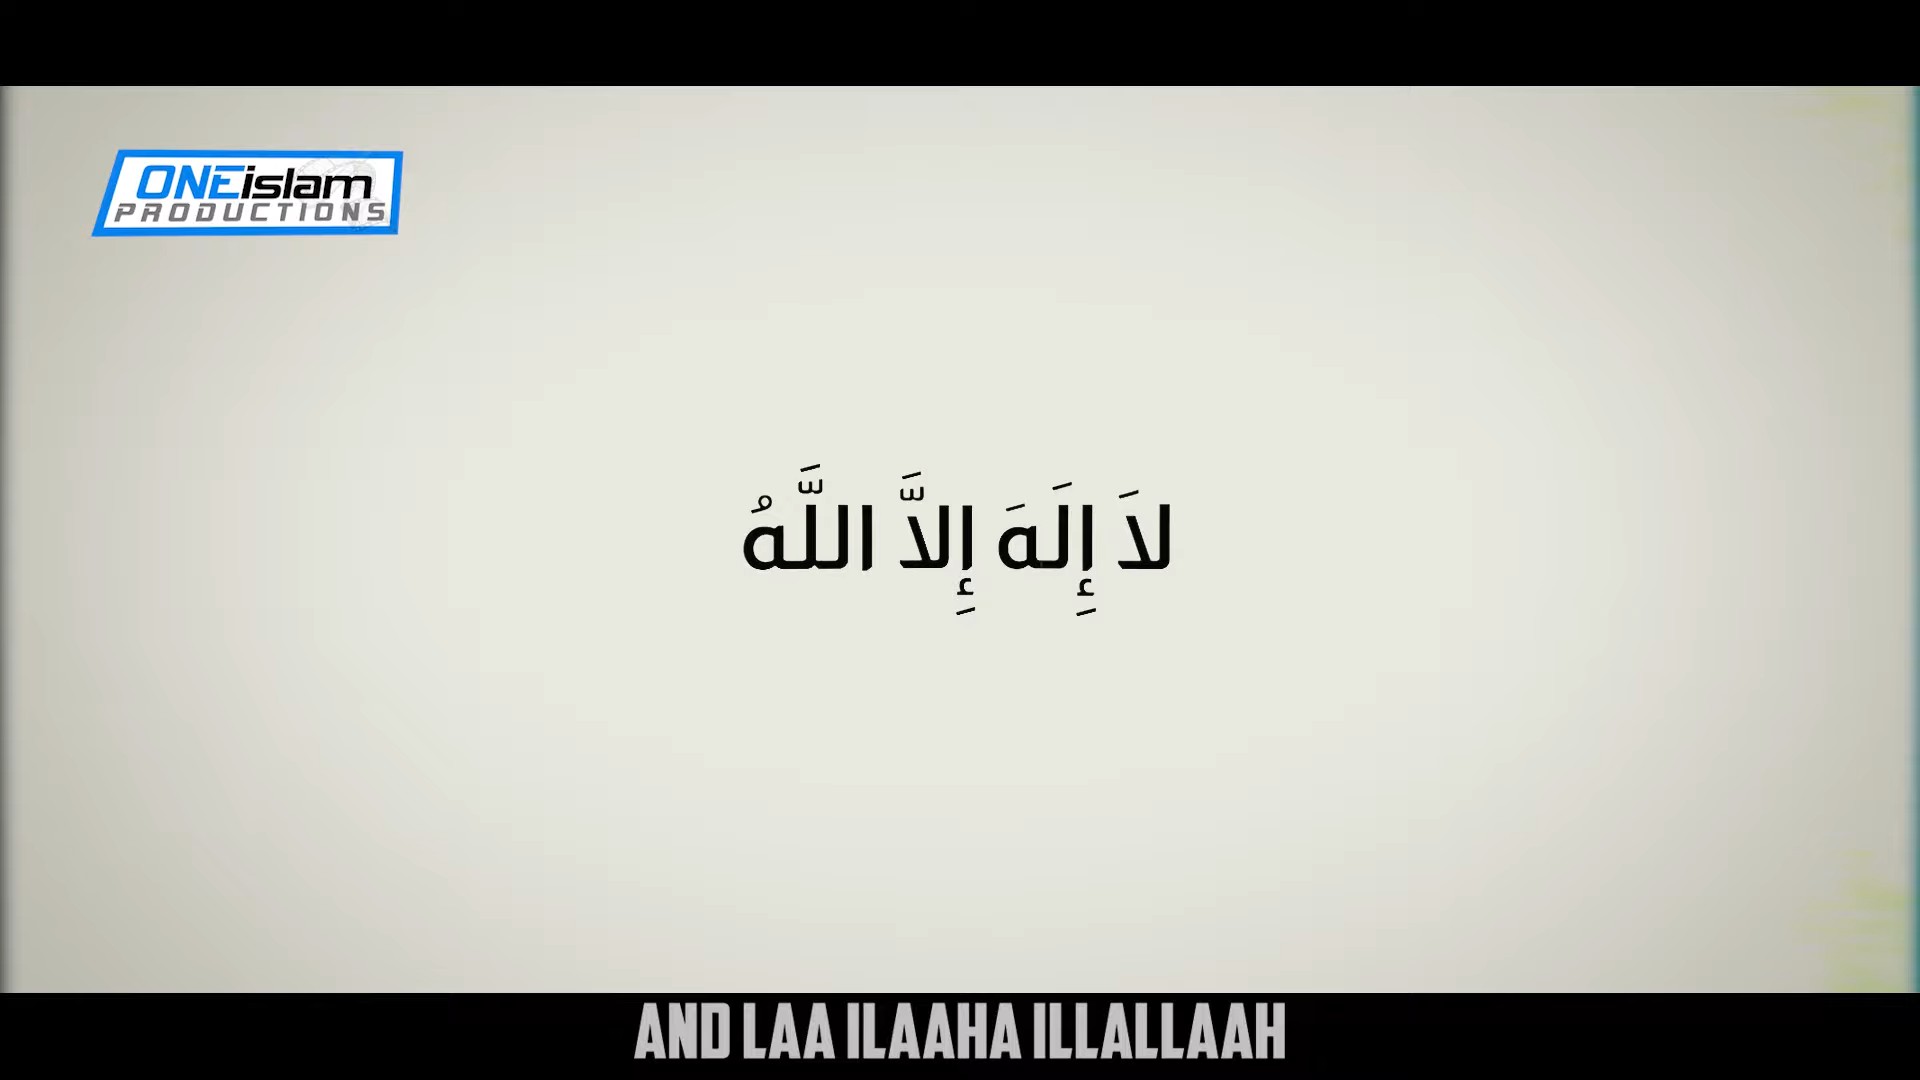 ONEislam
PRODUCTIONS
لاَ إِلَهَ إِلاَّ اللَّهُ
AND LAA ILAAHA ILLALLAAH